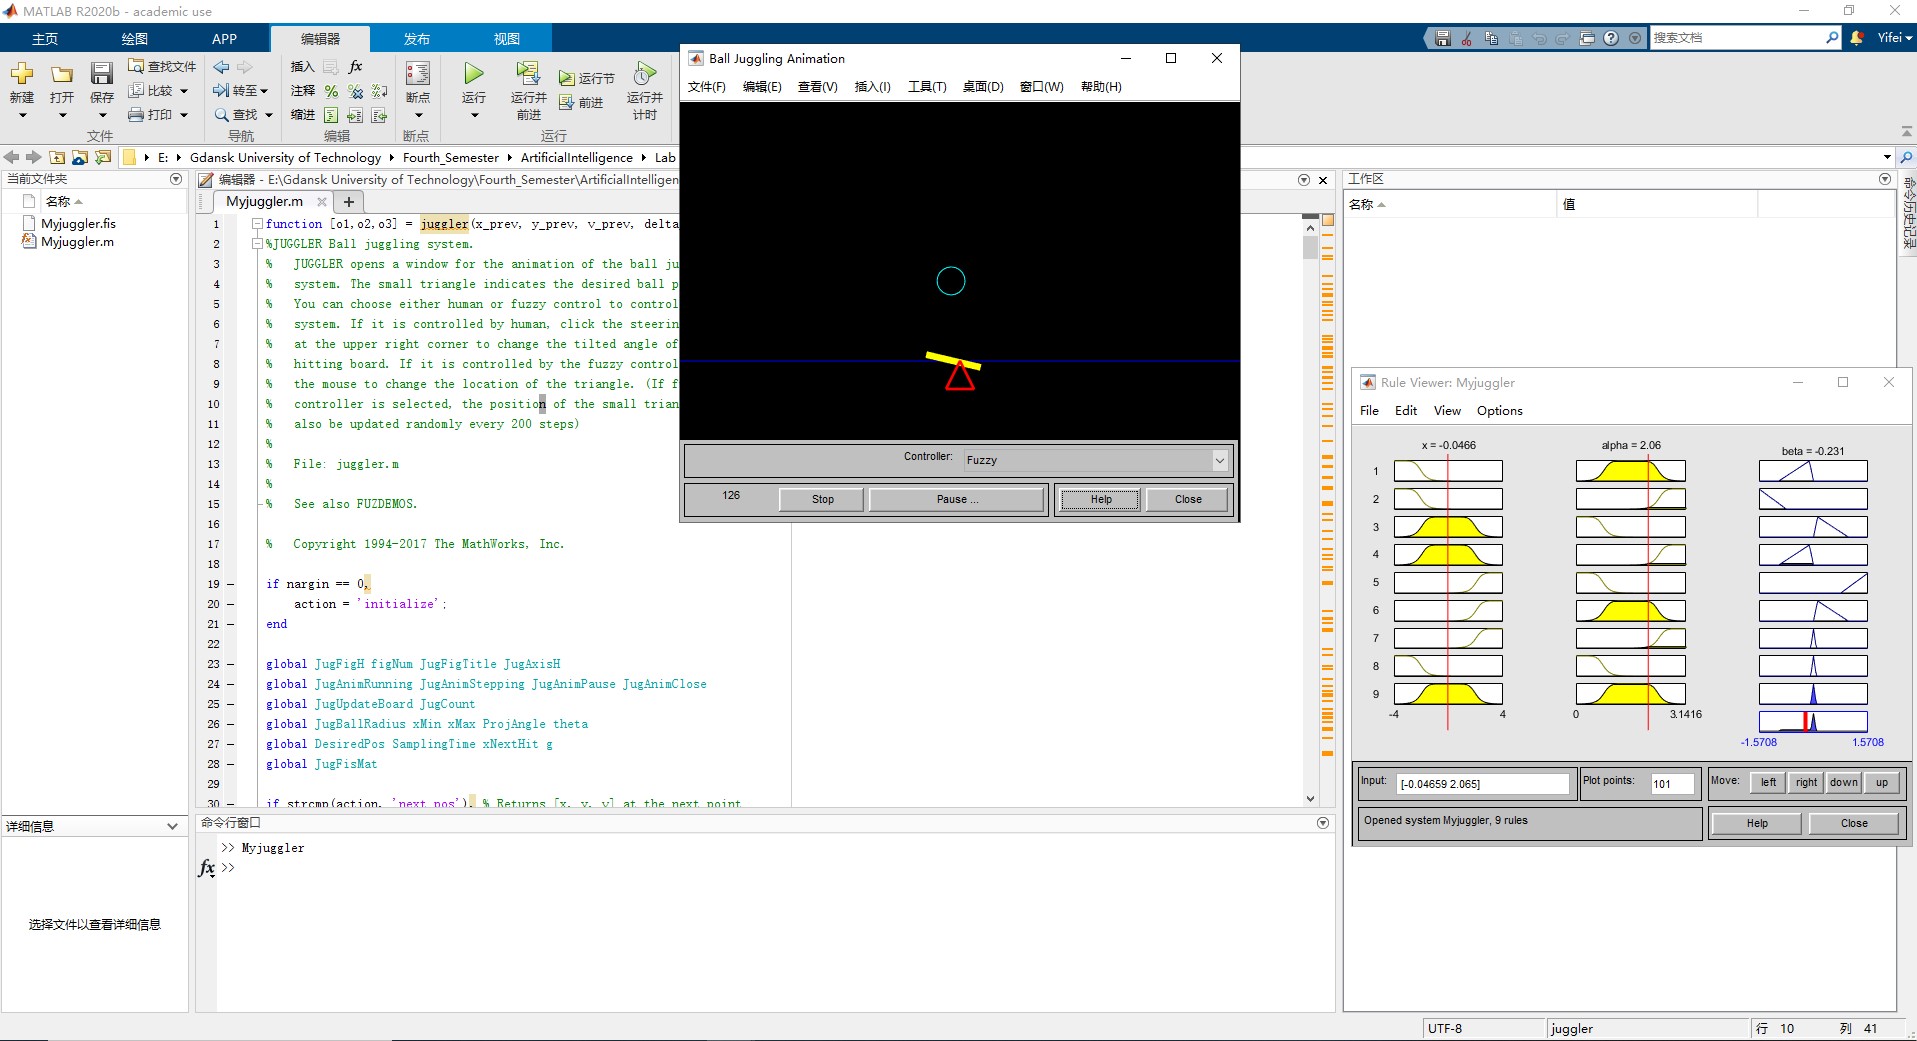 MATLAB R2020b - academic use
主页 绘图 APP 编辑器 发布 视图
搜索文档
Yifei
新建 打开 保存
查找文件
比较
打印
文件
转至
查找
导航
插入 fx
注释
缩进
编辑
断点
断点
运行
运行并
前进
运行节
前进
运行并
计时
运行
E: Gdansk University of Technology Fourth_Semester ArtificialIntelligence Lab
当前文件夹
名称
Myjuggler.fis
Myjuggler.m
详细信息
选择文件以查看详细信息
编辑器 - E:\Gdansk University of Technology\Fourth_Semester\ArtificialIntelligen
Myjuggler.m
1 function [o1,o2,o3] = juggler(x_prev, y_prev, v_prev, delta
2 %JUGGLER Ball juggling system.
3 % JUGGLER opens a window for the animation of the ball ju
4 % system. The small triangle indicates the desired ball p
5 % You can choose either human or fuzzy control to control
6 % system. If it is controlled by human, click the steerin
7 % at the upper right corner to change the tilted angle of
8 % hitting board. If it is controlled by the fuzzy control
9 % the mouse to change the location of the triangle. (If f
10 % controller is selected, the position of the small trian
11 % also be updated randomly every 200 steps)
12 %
13 % File: juggler.m
14 %
15 % See also FUZDEMOS.
16
17 % Copyright 1994-2017 The MathWorks, Inc.
18
19 if nargin == 0,
20 action = 'initialize';
21 end
22
23 global JugFigH figNum JugFigTitle JugAxisH
24 global JugAnimRunning JugAnimStepping JugAnimPause JugAnimClose
25 global JugUpdateBoard JugCount
26 global JugBallRadius xMin xMax ProjAngle theta
27 global DesiredPos SamplingTime xNextHit g
28 global JugFisMat
29
30 if strcmp(action, 'next_pos'), % Returns [x, y, v] at the next point
命令行窗口
>> Myjuggler
fx >>
Ball Juggling Animation
文件(F) 编辑(E) 查看(V) 插入(I) 工具(T) 桌面(D) 窗口(W) 帮助(H)
Controller: Fuzzy
126 Stop Pause ... Help Close
工作区
名称 值
命令历史记录
Rule Viewer: Myjuggler
File Edit View Options
x = -0.0466 alpha = 2.06 beta = -0.231
1
2
3
4
5
6
7
8
9
-4 4 0 3.1416
-1.5708 1.5708
Input: [-0.04659 2.065] Plot points: 101 Move: left right down up
Opened system Myjuggler, 9 rules Help Close
UTF-8 juggler 行 10 列 41